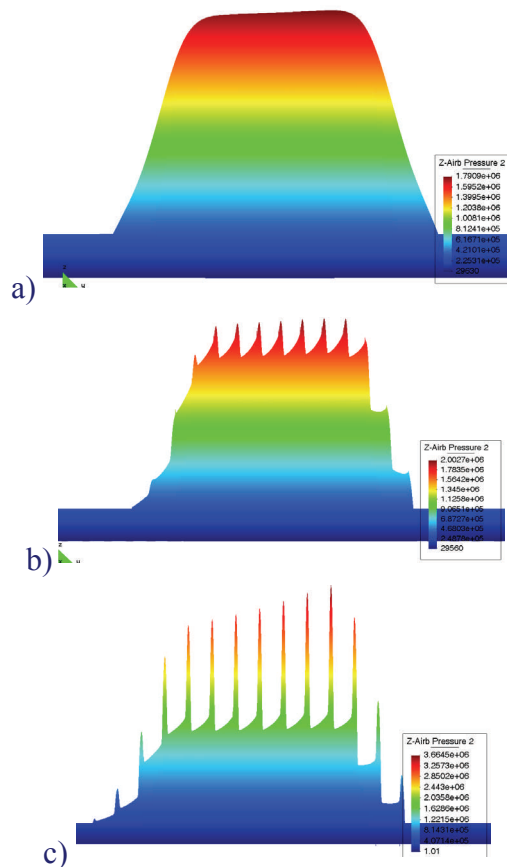 Z-Airb Pressure 2
1.7909e+06
1.5952e+06
1.3995e+06
1.2038e+06
1.0081e+06
8.1241e+05
6.1671e+05
4.2101e+05
2.2531e+05
29630
z
y
a)
Z-Airb Pressure 2
2.0027e+06
1.7835e+06
1.5642e+06
1.345e+06
1.1258e+06
9.0651e+05
6.8727e+05
4.6803e+05
2.4879e+05
29560
z
b)
Z-Airb Pressure 2
3.6645e+06
3.2573e+06
2.8502e+06
2.443e+06
2.0358e+06
1.6286e+06
1.2215e+06
8.1431e+05
4.0714e+05
1.01
c)